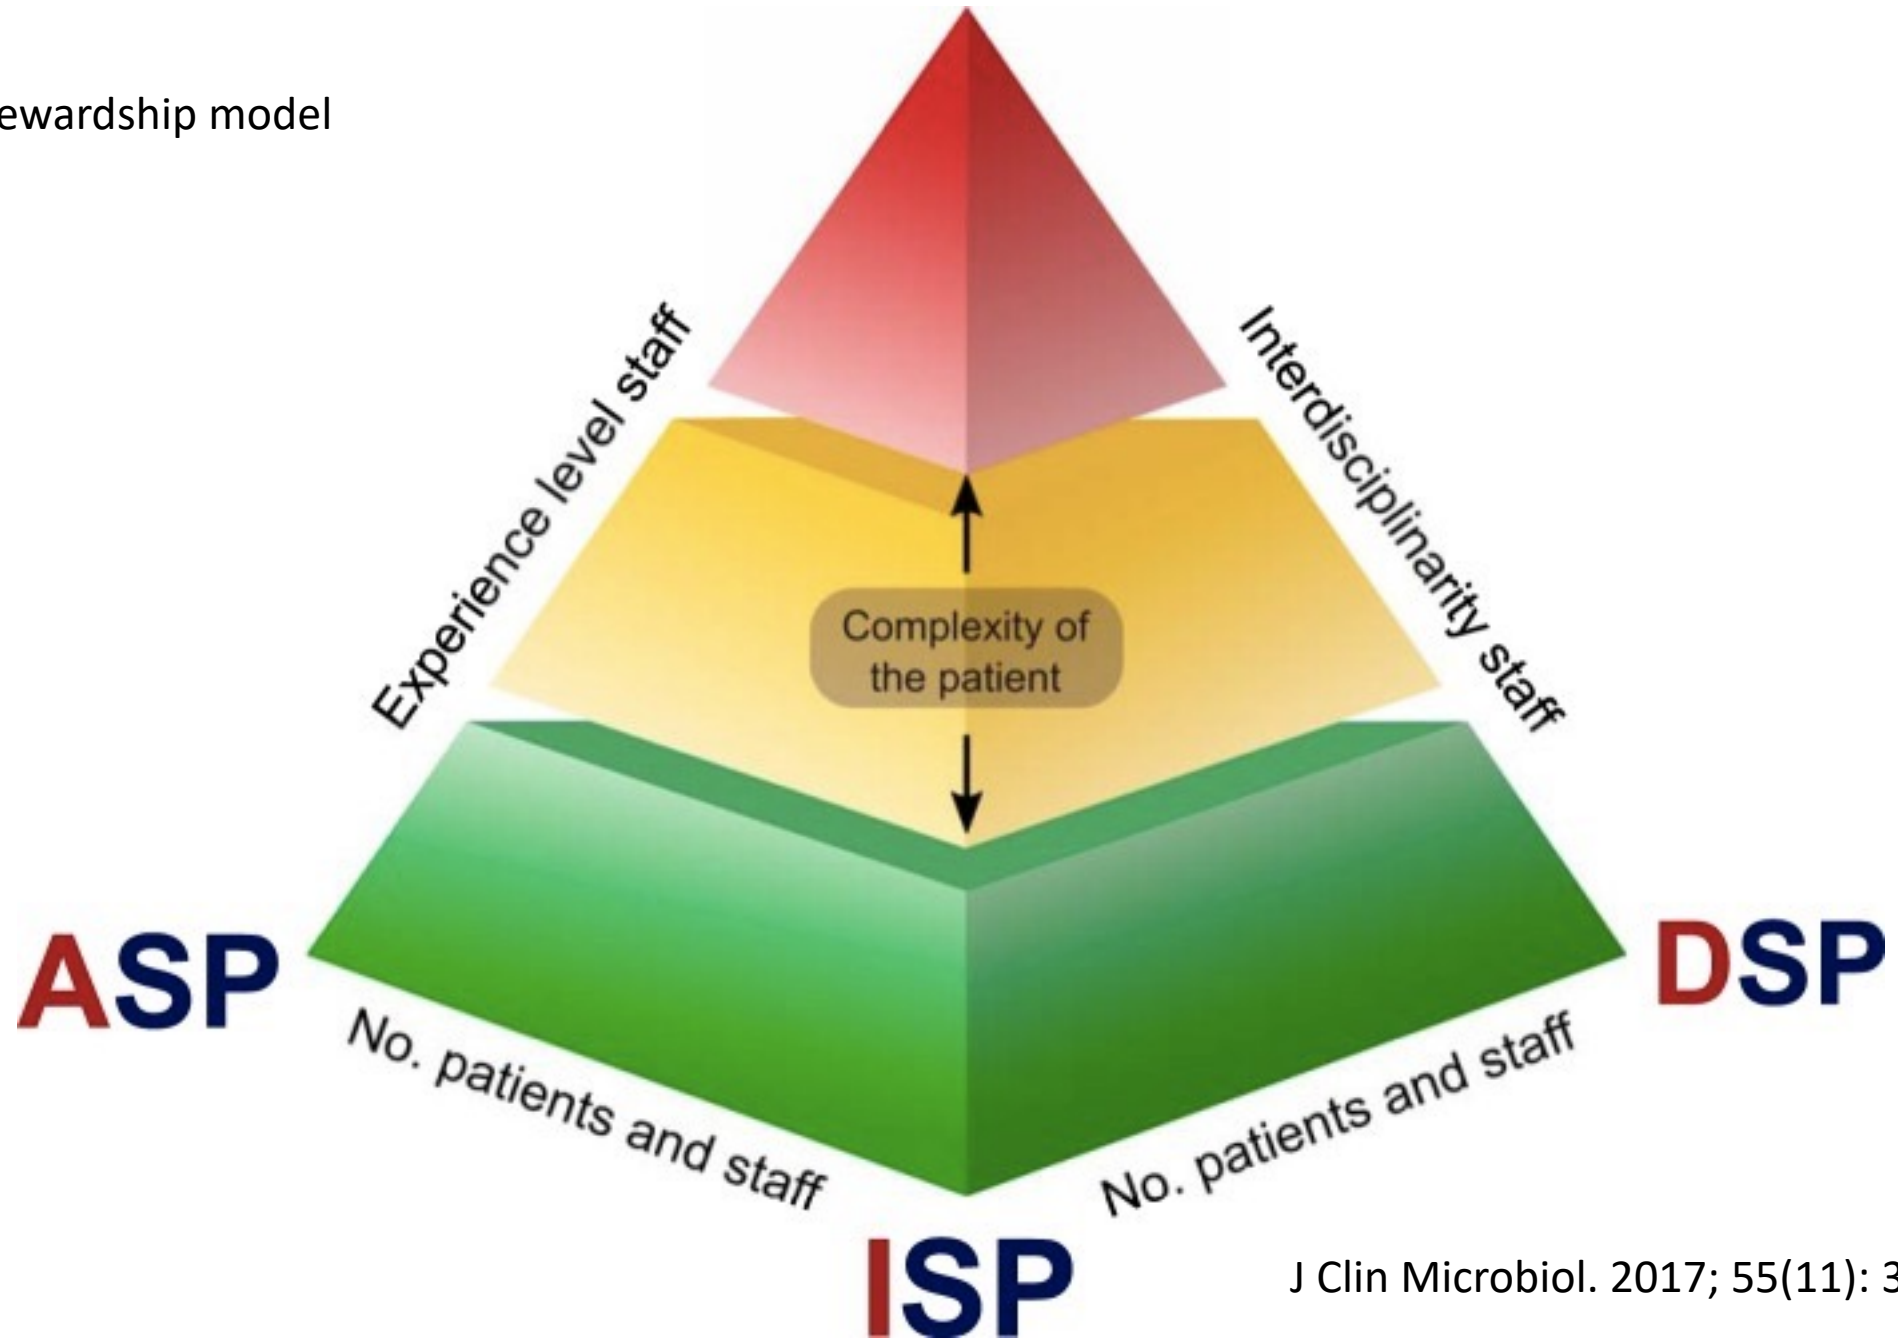 ewardship model
Experience level staff
Interdisciplinarity staff
Complexity of
the patient
ASP
DSP
No. patients and staff
No. patients and staff
ISP
J Clin Microbiol. 2017; 55(11): 3